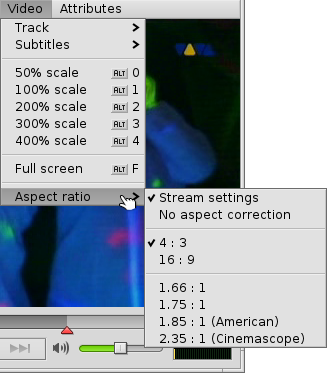 Video Attributes
Track
Subtitles
50% scale ALT 0
100% scale ALT 1
200% scale ALT 2
300% scale ALT 3
400% scale ALT 4
Full screen ALT F
Aspect ratio
Stream settings
No aspect correction
4 : 3
16 : 9
1.66 : 1
1.75 : 1
1.85 : 1 (American)
2.35 : 1 (Cinemascope)